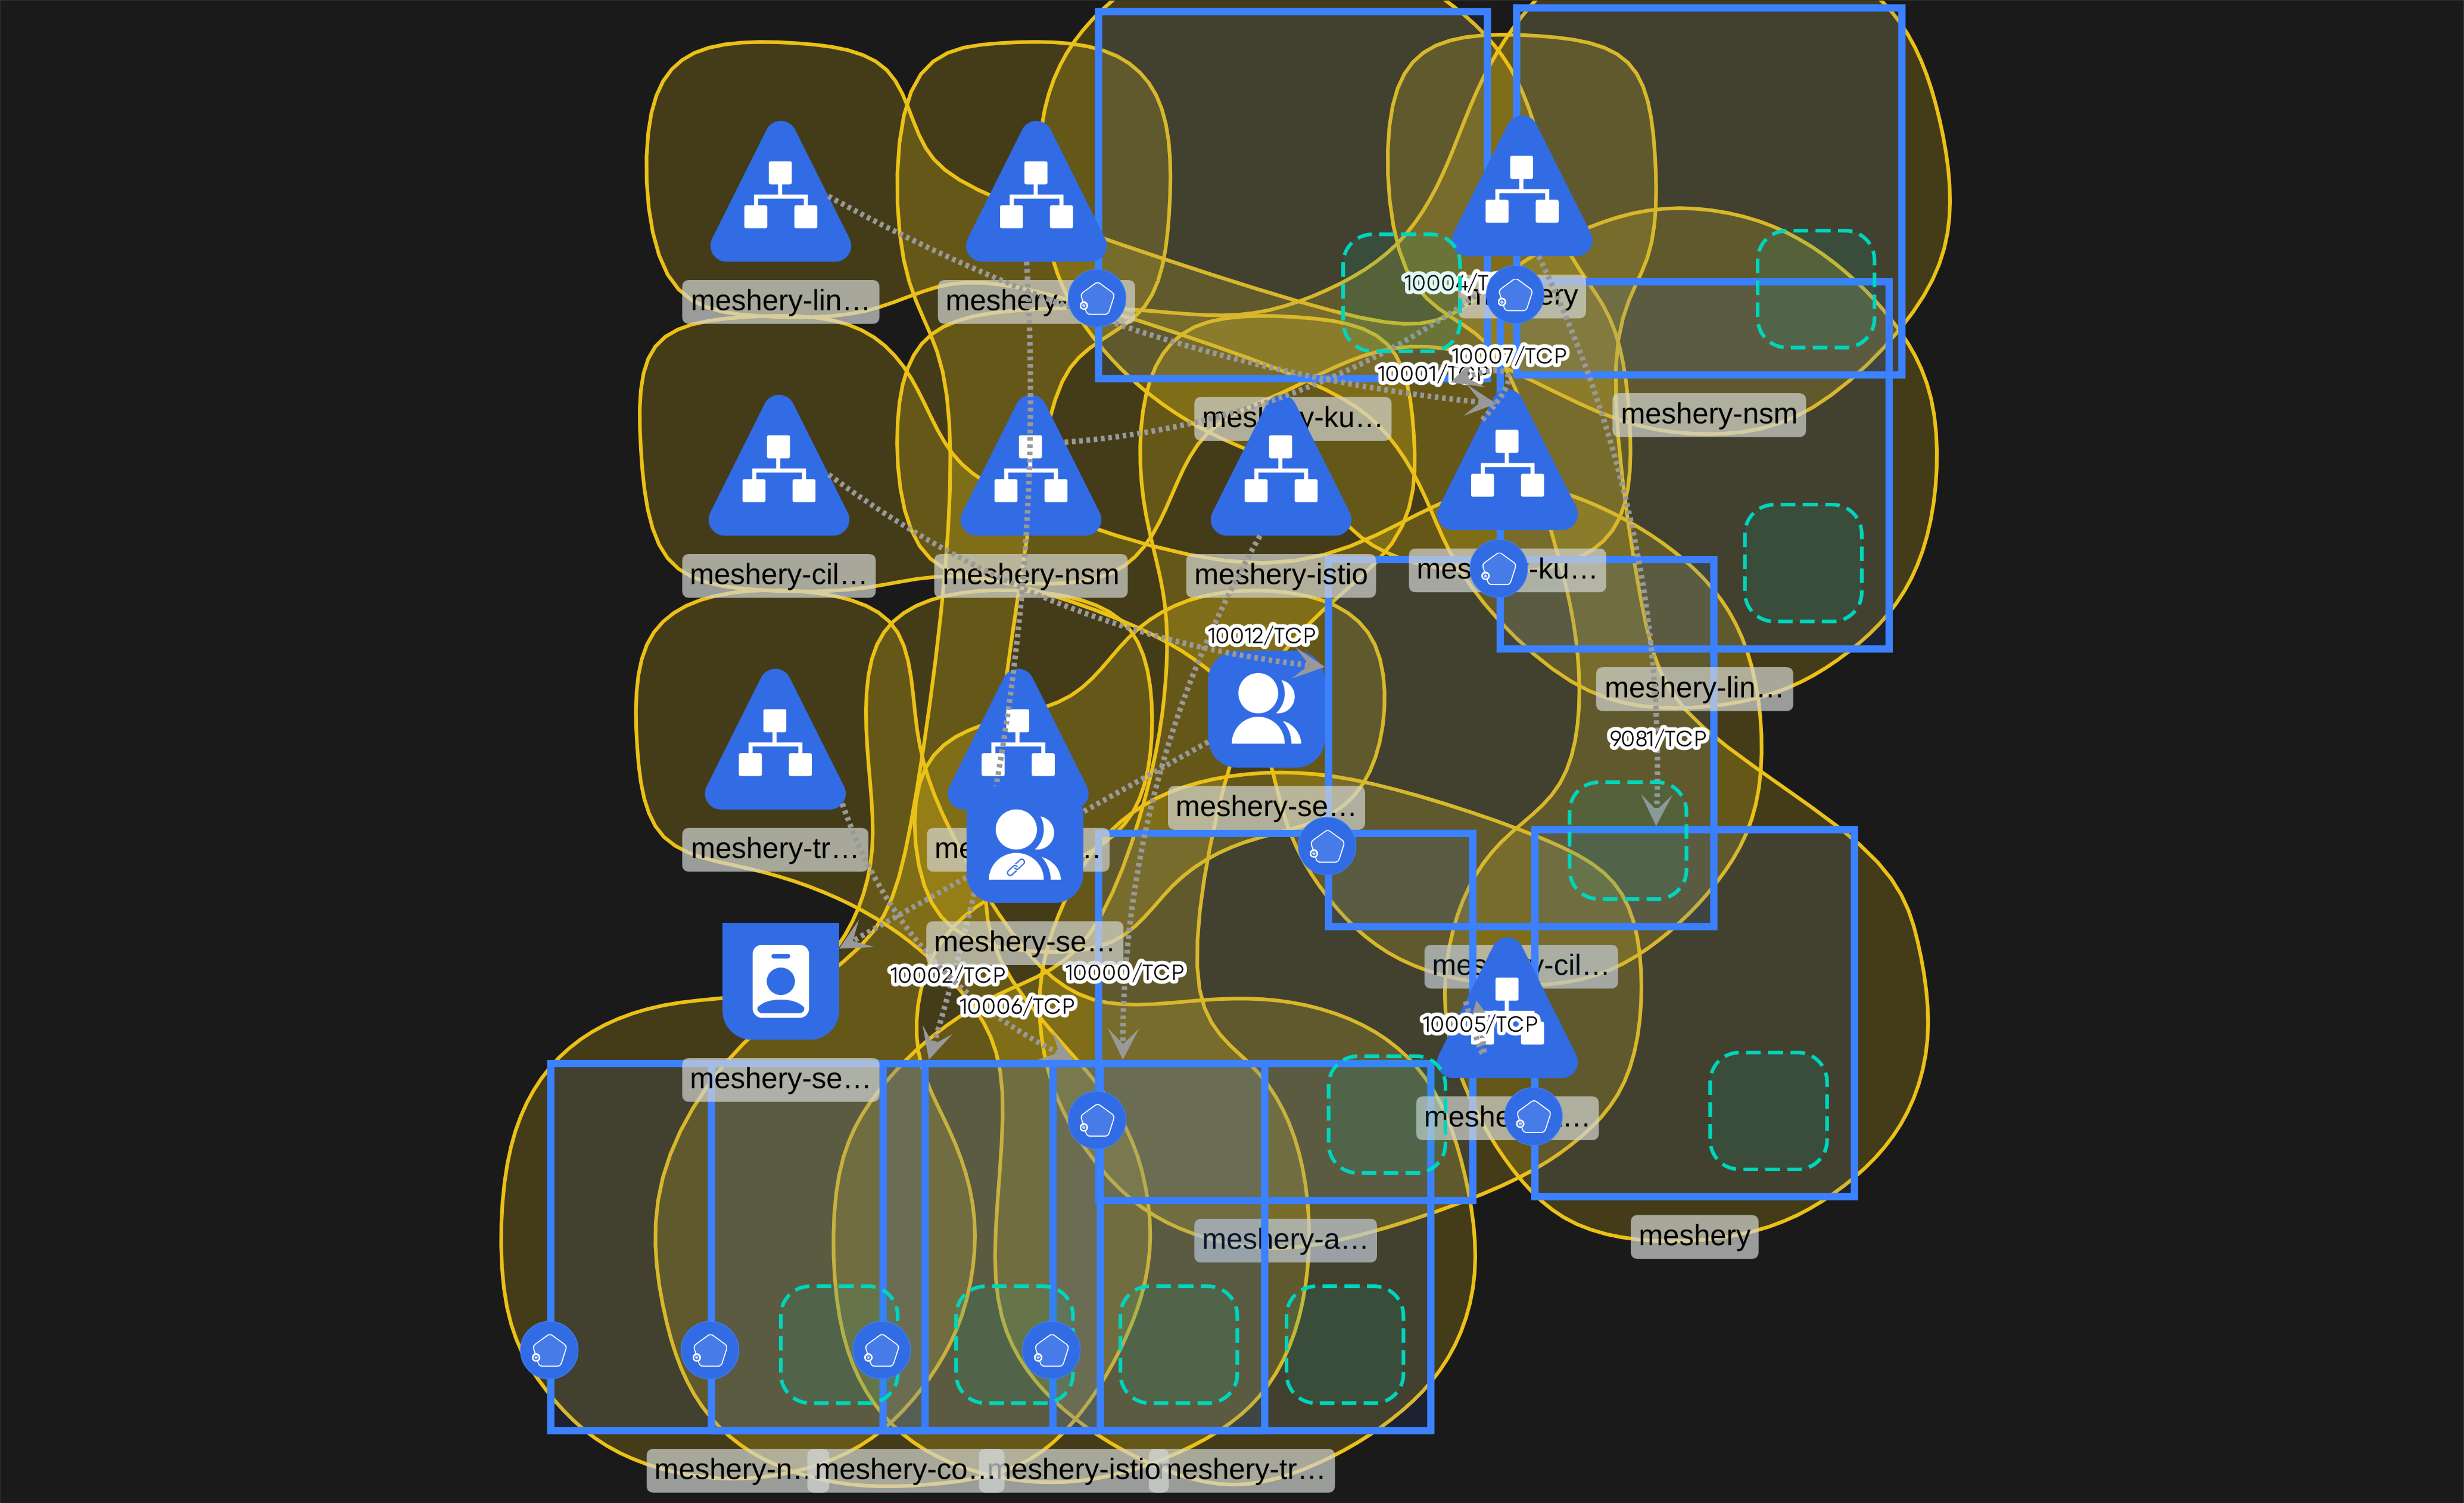 meshery-lin…
meshery-
10004/T
ery
10007/TCP
10001/TCP
meshery-ku…
meshery-nsm
meshery-cil…
meshery-nsm
meshery-istio
mes -ku…
10012/TCP
meshery-lin…
9081/TCP
meshery-se…
meshery-tr…
me …
meshery-se…
10002/TCP
10000/TCP
10006/TCP
mes y-cil…
10005/TCP
meshery-se…
meshe …
meshery-a…
meshery
meshery-n…
meshery-co…
meshery-istio
meshery-tr…